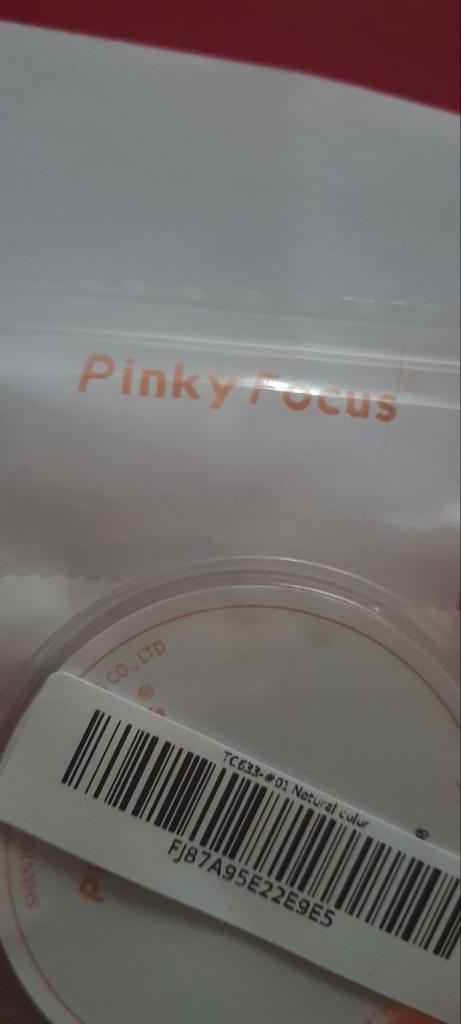 Pinky Focus®
CO., LTD
®
TC633-#01 Natural color
®
FJ87A95E22E9E5